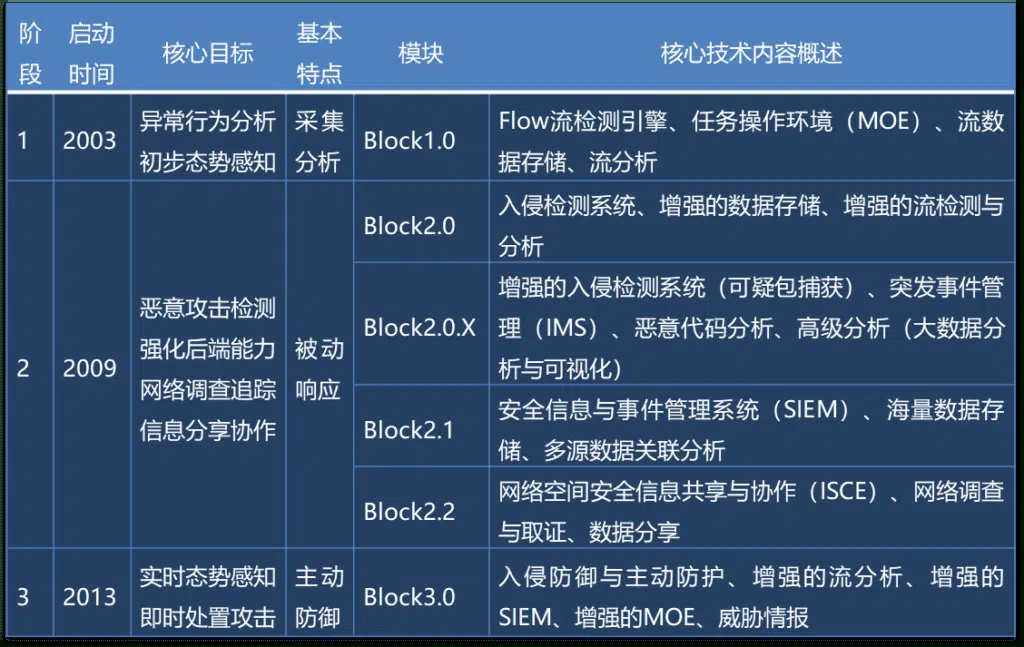 阶段
启动时间
核心目标
基本特点
模块
核心技术内容概述
1
2003
异常行为分析
初步态势感知
采集
分析
Block1.0
Flow流检测引擎、任务操作环境（MOE）、流数
据存储、流分析
2
2009
恶意攻击检测
强化后端能力
网络调查追踪
信息分享协作
被动
响应
Block2.0
入侵检测系统、增强的数据存储、增强的流检测与
分析
Block2.0.X
增强的入侵检测系统（可疑包捕获）、突发事件管
理（IMS）、恶意代码分析、高级分析（大数据分
析与可视化）
Block2.1
安全信息与事件管理系统（SIEM）、海量数据存
储、多源数据关联分析
Block2.2
网络空间安全信息共享与协作（ISCE）、网络调查
与取证、数据分享
3
2013
实时态势感知
即时处置攻击
主动
防御
Block3.0
入侵防御与主动防护、增强的流分析、增强的
SIEM、增强的MOE、威胁情报